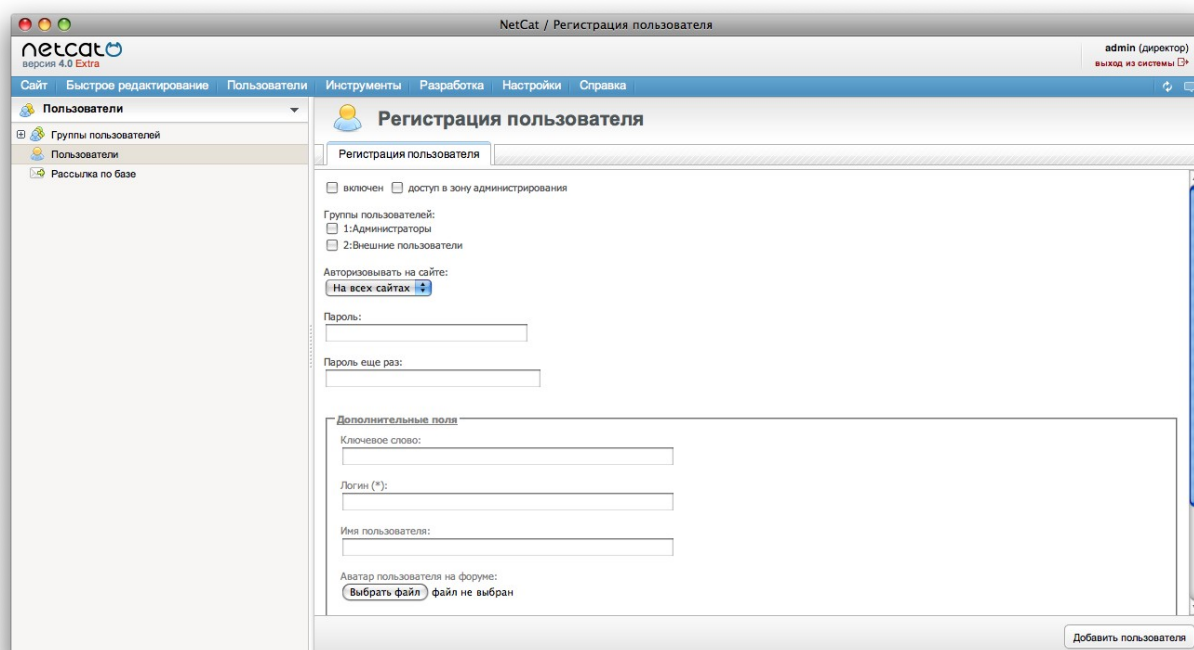 NetCat / Регистрация пользователя
netcat
версия 4.0 Extra
admin (директор)
выход из системы
Сайт Быстрое редактирование Пользователи Инструменты Разработка Настройки Справка
Пользователи
Группы пользователей
Пользователи
Рассылка по базе
Регистрация пользователя
Регистрация пользователя
включен доступ в зону администрирования
Группы пользователей:
1:Администраторы
2:Внешние пользователи
Авторизовывать на сайте:
На всех сайтах
Пароль:
Пароль еще раз:
Дополнительные поля
Ключевое слово:
Логин (*):
Имя пользователя:
Аватар пользователя на форуме:
Выбрать файл файл не выбран
Добавить пользователя